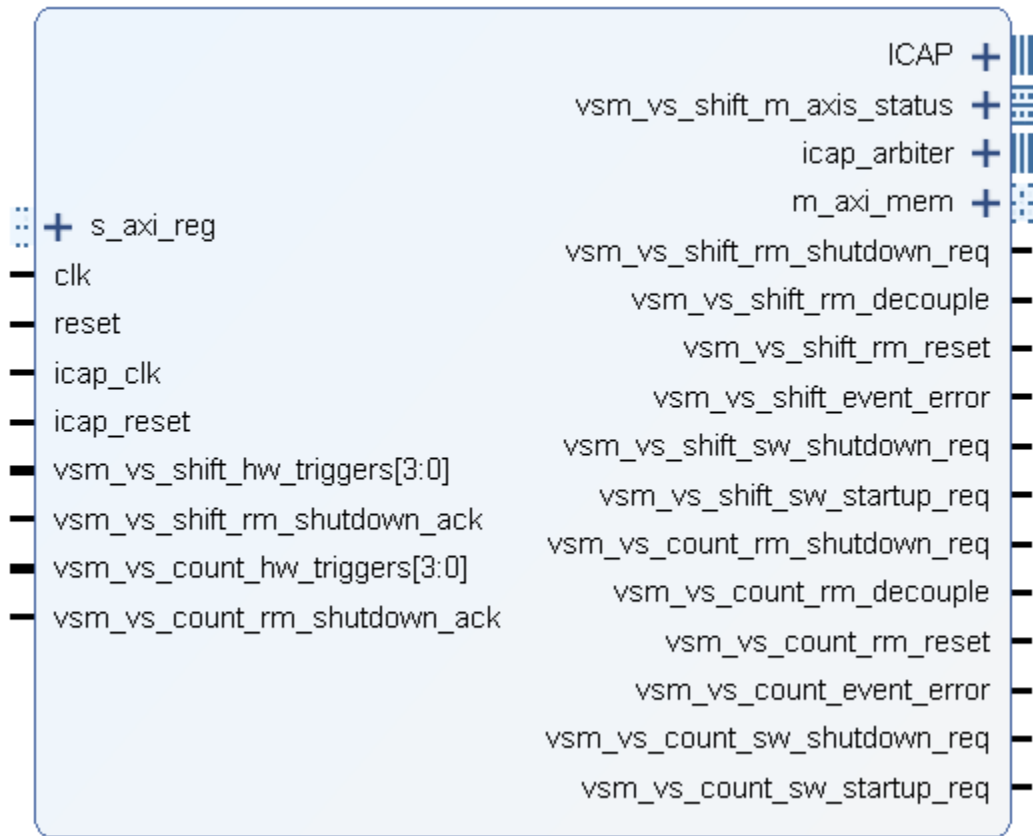 ICAP
vsm_vs_shift_m_axis_status
icap_arbiter
m_axi_mem
s_axi_reg
vsm_vs_shift_rm_shutdown_req
clk
vsm_vs_shift_rm_decouple
reset
vsm_vs_shift_rm_reset
icap_clk
vsm_vs_shift_event_error
icap_reset
vsm_vs_shift_sw_shutdown_req
vsm_vs_shift_hw_triggers[3:0]
vsm_vs_shift_sw_startup_req
vsm_vs_shift_rm_shutdown_ack
vsm_vs_count_rm_shutdown_req
vsm_vs_count_hw_triggers[3:0]
vsm_vs_count_rm_decouple
vsm_vs_count_rm_shutdown_ack
vsm_vs_count_rm_reset
vsm_vs_count_event_error
vsm_vs_count_sw_shutdown_req
vsm_vs_count_sw_startup_req